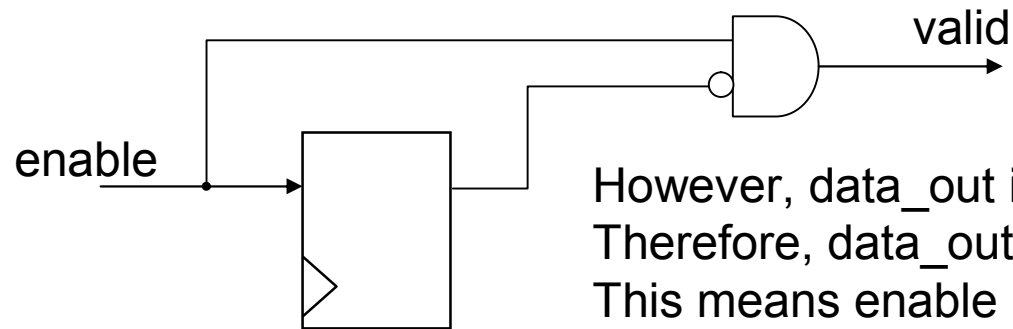 valid
enable
However, data_out
Therefore, data_out
This means enable